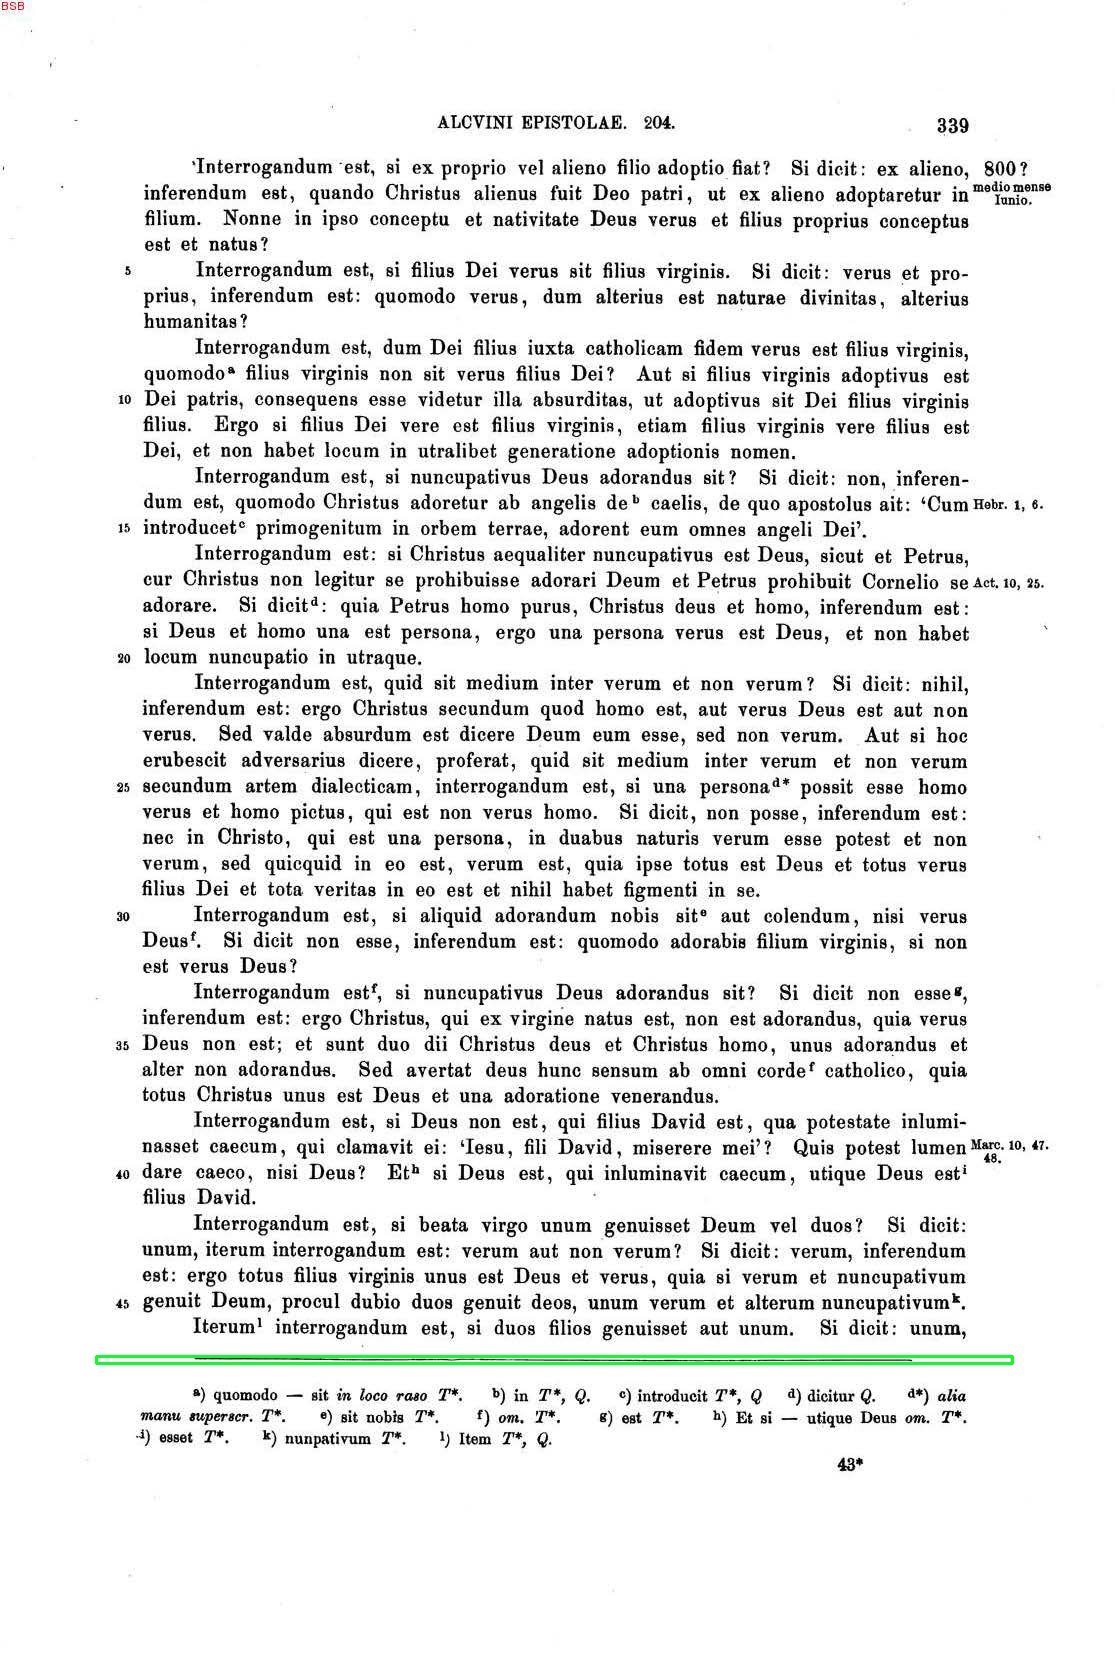 BSB
ALCVINI EPISTOLAE. 204.
339
'Interrogandum est, si ex proprio vel alieno filio adoptio fiat? Si dicit: ex alieno, 800?
inferendum est, quando Christus alienus fuit Deo patri, ut ex alieno adoptaretur in medio mense Iunio.
filium. Nonne in ipso conceptu et nativitate Deus verus et filius proprius conceptus
est et natus?
5 Interrogandum est, si filius Dei verus sit filius virginis. Si dicit: verus et pro-
prius, inferendum est: quomodo verus, dum alterius est naturae divinitas, alterius
humanitas?
Interrogandum est, dum Dei filius iuxta catholicam fidem verus est filius virginis,
quomodoᵃ filius virginis non sit verus filius Dei? Aut si filius virginis adoptivus est
10 Dei patris, consequens esse videtur illa absurditas, ut adoptivus sit Dei filius virginis
filius. Ergo si filius Dei vere est filius virginis, etiam filius virginis vere filius est
Dei, et non habet locum in utralibet generatione adoptionis nomen.
Interrogandum est, si nuncupativus Deus adorandus sit? Si dicit: non, inferen-
dum est, quomodo Christus adoretur ab angelis deᵇ caelis, de quo apostolus ait: 'Cum Hebr. 1, 6.
15 introducetᶜ primogenitum in orbem terrae, adorent eum omnes angeli Dei'.
Interrogandum est: si Christus aequaliter nuncupativus est Deus, sicut et Petrus,
cur Christus non legitur se prohibuisse adorari Deum et Petrus prohibuit Cornelio se Act. 10, 25.
adorare. Si dicitᵈ: quia Petrus homo purus, Christus deus et homo, inferendum est:
si Deus et homo una est persona, ergo una persona verus est Deus, et non habet
20 locum nuncupatio in utraque.
Interrogandum est, quid sit medium inter verum et non verum? Si dicit: nihil,
inferendum est: ergo Christus secundum quod homo est, aut verus Deus est aut non
verus. Sed valde absurdum est dicere Deum eum esse, sed non verum. Aut si hoc
erubescit adversarius dicere, proferat, quid sit medium inter verum et non verum
25 secundum artem dialecticam, interrogandum est, si una personaᵈ* possit esse homo
verus et homo pictus, qui est non verus homo. Si dicit, non posse, inferendum est:
nec in Christo, qui est una persona, in duabus naturis verum esse potest et non
verum, sed quicquid in eo est, verum est, quia ipse totus est Deus et totus verus
filius Dei et tota veritas in eo est et nihil habet figmenti in se.
30 Interrogandum est, si aliquid adorandum nobis sitᵉ aut colendum, nisi verus
Deusᶠ. Si dicit non esse, inferendum est: quomodo adorabis filium virginis, si non
est verus Deus?
Interrogandum estᶠ, si nuncupativus Deus adorandus sit? Si dicit non esseᵍ,
inferendum est: ergo Christus, qui ex virgine natus est, non est adorandus, quia verus
35 Deus non est; et sunt duo dii Christus deus et Christus homo, unus adorandus et
alter non adorandus. Sed avertat deus hunc sensum ab omni cordeᶠ catholico, quia
totus Christus unus est Deus et una adoratione venerandus.
Interrogandum est, si Deus non est, qui filius David est, qua potestate inlumi-
nasset caecum, qui clamavit ei: 'Iesu, fili David, miserere mei'? Quis potest lumen Marc. 10, 47. 48.
40 dare caeco, nisi Deus? Etʰ si Deus est, qui inluminavit caecum, utique Deus estⁱ
filius David.
Interrogandum est, si beata virgo unum genuisset Deum vel duos? Si dicit:
unum, iterum interrogandum est: verum aut non verum? Si dicit: verum, inferendum
est: ergo totus filius virginis unus est Deus et verus, quia si verum et nuncupativum
45 genuit Deum, procul dubio duos genuit deos, unum verum et alterum nuncupativumᵏ.
Iterumˡ interrogandum est, si duos filios genuisset aut unum. Si dicit: unum,
ᵃ) quomodo — sit in loco raso T*. ᵇ) in T*, Q. ᶜ) introducit T*, Q ᵈ) dicitur Q. ᵈ*) alia
manu superscr. T*. ᵉ) sit nobis T*. ᶠ) om. T*. ᵍ) est T*. ʰ) Et si — utique Deus om. T*.
ⁱ) esset T*. ᵏ) nunpativum T*. ˡ) Item T*, Q.
43*